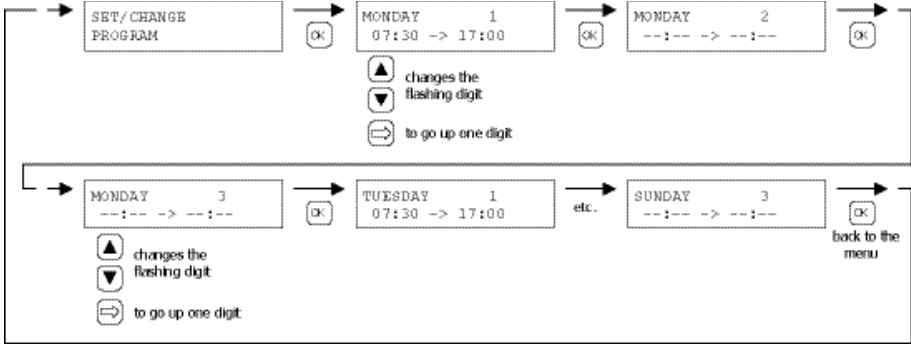 SET/CHANGE
PROGRAM
OK
MONDAY 1
07:30 -> 17:00
OK
MONDAY 2
--:-- -> --:--
OK
changes the
flashing digit
to go up one digit
MONDAY 3
--:-- -> --:--
OK
TUESDAY 1
07:30 -> 17:00
etc.
SUNDAY 3
--:-- -> --:--
OK
back to the
menu
changes the
flashing digit
to go up one digit